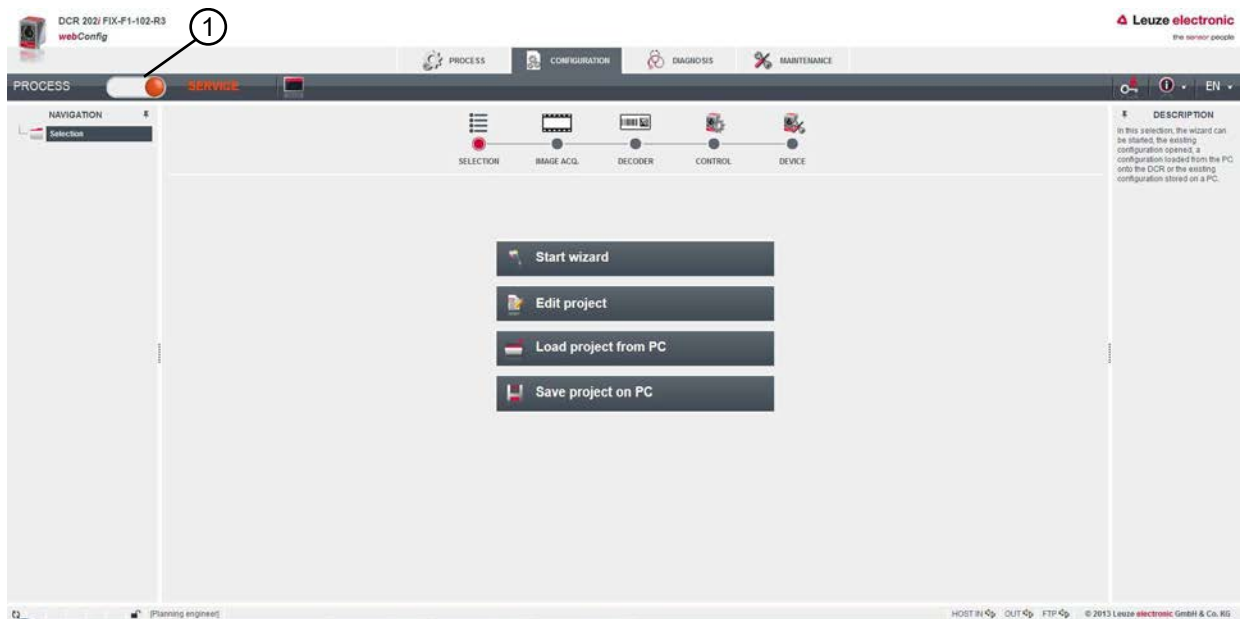 DCR 202i FIX-F1-102-R3
webConfig
1
Leuze electronic
the sensor people
PROCESS
CONFIGURATION
DIAGNOSIS
MAINTENANCE
PROCESS
SERVICE
EN
NAVIGATION
Selection
SELECTION
IMAGE ACQ.
DECODER
CONTROL
DEVICE
DESCRIPTION
In this selection, the wizard can
be started, the existing
configuration opened, a
configuration loaded from the PC
onto the DCR or the existing
configuration stored on a PC.
Start wizard
Edit project
Load project from PC
Save project on PC
[Planning engineer]
HOST IN OUT FTP © 2013 Leuze electronic GmbH & Co. KG